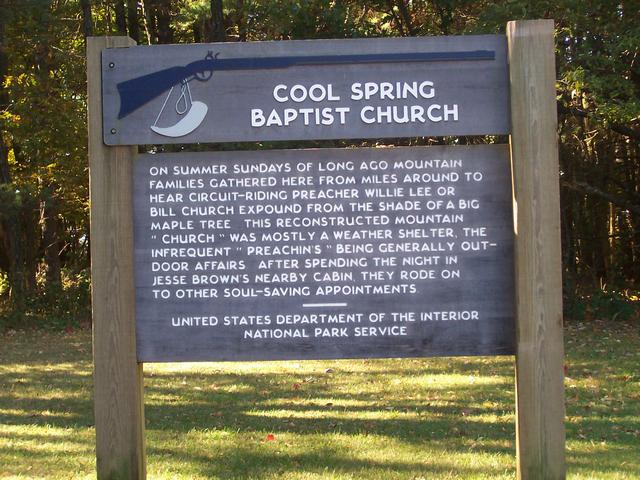 COOL SPRING
BAPTIST CHURCH
ON SUMMER SUNDAYS OF LONG AGO MOUNTAIN
FAMILIES GATHERED HERE FROM MILES AROUND TO
HEAR CIRCUIT-RIDING PREACHER WILLIE LEE OR
BILL CHURCH EXPOUND FROM THE SHADE OF A BIG
MAPLE TREE THIS RECONSTRUCTED MOUNTAIN
"CHURCH" WAS MOSTLY A WEATHER SHELTER, THE
INFREQUENT "PREACHIN'S" BEING GENERALLY OUT-
DOOR AFFAIRS AFTER SPENDING THE NIGHT IN
JESSE BROWN'S NEARBY CABIN, THEY RODE ON
TO OTHER SOUL-SAVING APPOINTMENTS
UNITED STATES DEPARTMENT OF THE INTERIOR
NATIONAL PARK SERVICE